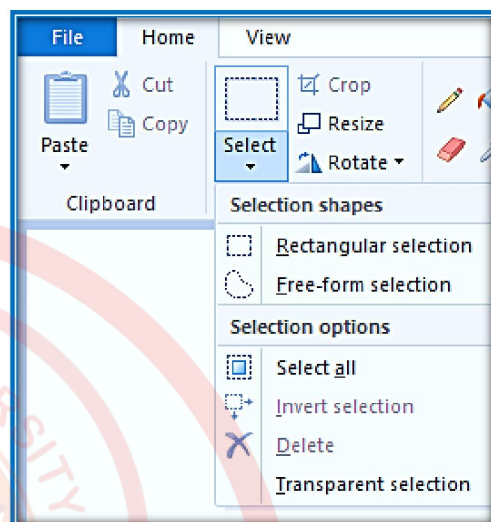 File Home View
Cut
Copy
Paste
Clipboard
Select
Crop
Resize
Rotate
Selection shapes
Rectangular selection
Free-form selection
Selection options
Select all
Invert selection
Delete
Transparent selection